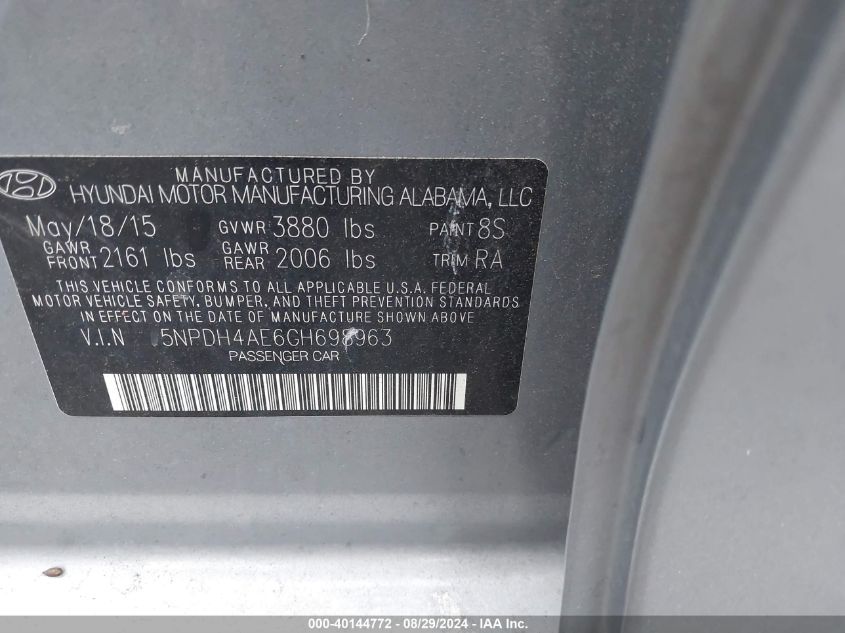 MANUFACTURED BY
HYUNDAI MOTOR MANUFACTURING ALABAMA, LLC
May/18/15 GVWR 3880 lbs PAINT 8S
GAWR FRONT 2161 lbs GAWR REAR 2006 lbs TRIM RA
THIS VEHICLE CONFORMS TO ALL APPLICABLE U.S.A. FEDERAL
MOTOR VEHICLE SAFETY, BUMPER, AND THEFT PREVENTION STANDARDS
IN EFFECT ON THE DATE OF MANUFACTURE SHOWN ABOVE.
V.I.N 5NPDH4AE6GH698963
PASSENGER CAR
000-40144772 - 08/29/2024 - IAA Inc.